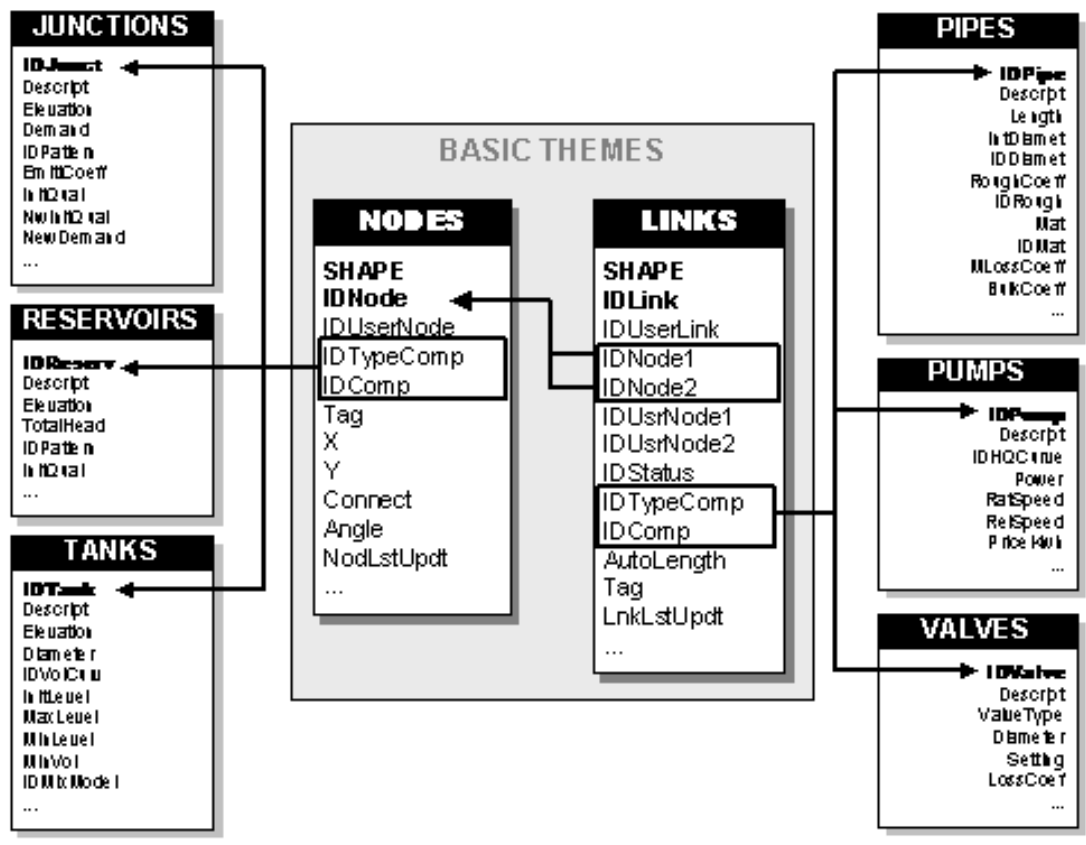 JUNCTIONS
IDJunct
Descript
Elevation
Demand
IDPattern
EmittCoeff
InitQual
NwInitQual
NewDemand
...
RESERVOIRS
IDReserv
Descript
Elevation
TotalHead
IDPattern
InitQual
...
TANKS
IDTank
Descript
Elevation
Diameter
IDVolCurv
InitLevel
MaxLevel
MinLevel
MinVol
IDMixModel
...
BASIC THEMES
NODES
SHAPE
IDNode
IDUserNode
IDTypeComp
IDComp
Tag
X
Y
Connect
Angle
NodLstUpdt
...
LINKS
SHAPE
IDLink
IDUserLink
IDNode1
IDNode2
IDUsrNode1
IDUsrNode2
IDStatus
IDTypeComp
IDComp
AutoLength
Tag
LnkLstUpdt
...
PIPES
IDPipe
Descript
Length
IntDiamet
IDDiamet
RoughCoeff
IDRough
Mat
IDMat
MLossCoeff
BulkCoeff
...
PUMPS
IDPump
Descript
IDHQCurve
Power
RatSpeed
RelSpeed
PriceKwh
...
VALVES
IDValve
Descript
ValveType
Diameter
Setting
LossCoef
...